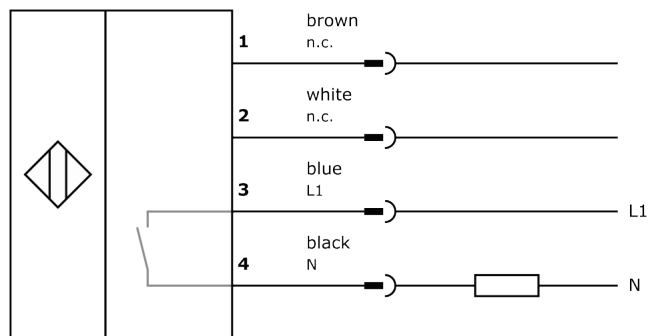 brown
1 n.c.
white
2 n.c.
blue
3 L1 L1
black
4 N N